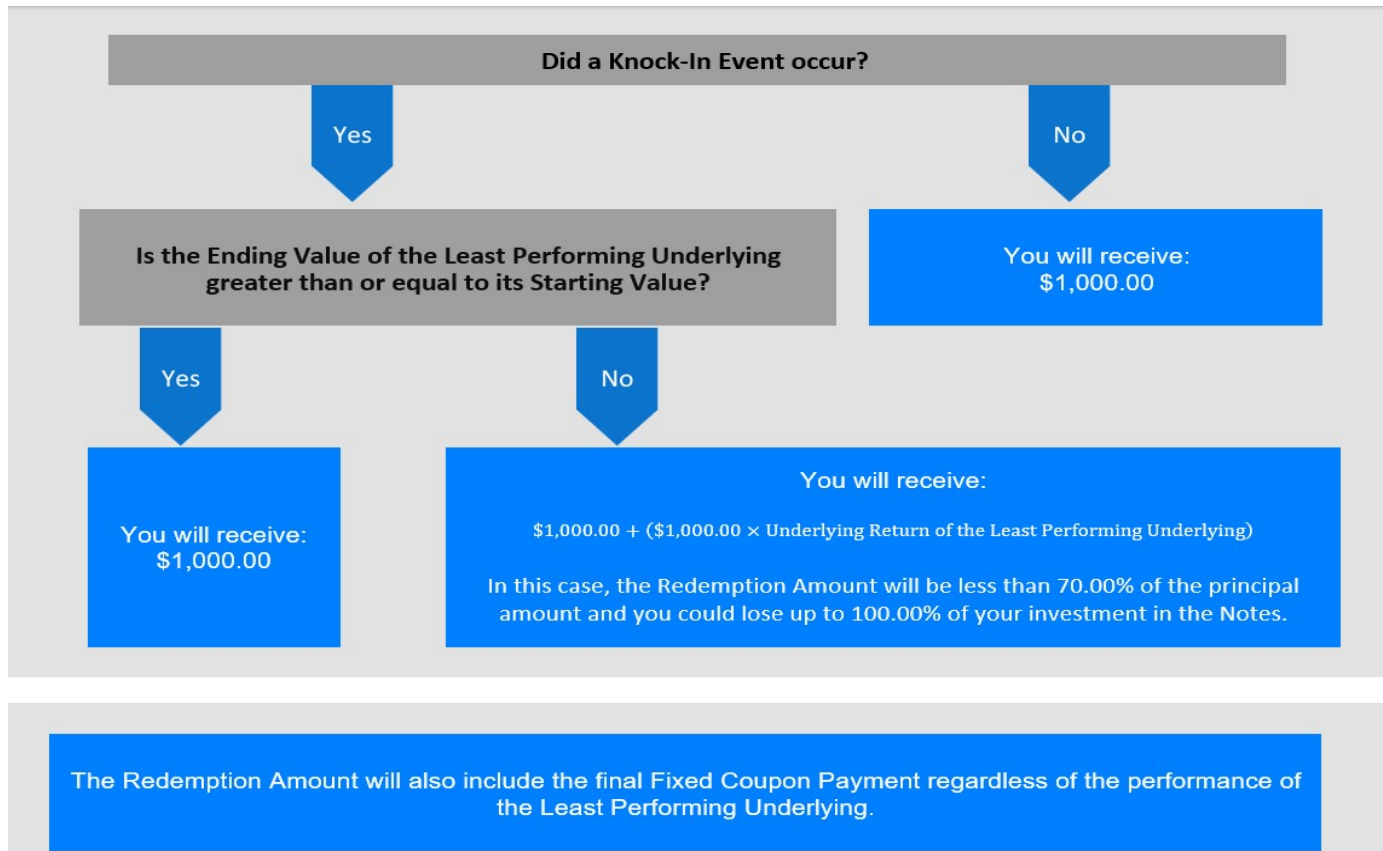 Did a Knock-In Event occur?
Yes
No
Is the Ending Value of the Least Performing Underlying
greater than or equal to its Starting Value?
You will receive:
$1,000.00
Yes
No
You will receive:
$1,000.00
You will receive:
$1,000.00 + ($1,000.00 × Underlying Return of the Least Performing Underlying)
In this case, the Redemption Amount will be less than 70.00% of the principal
amount and you could lose up to 100.00% of your investment in the Notes.
The Redemption Amount will also include the final Fixed Coupon Payment regardless of the performance of
the Least Performing Underlying.